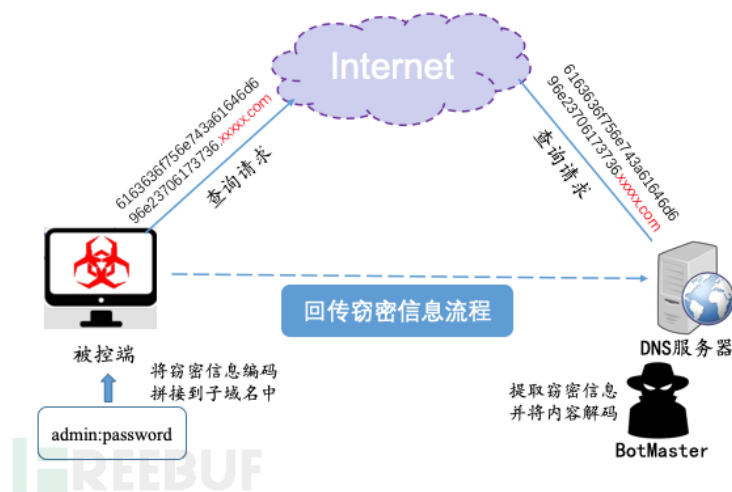 Internet
6163636f756e743a61646d6
96e23706173736.xxxxx.com
查询请求
6163636f756e743a61646d6
96e23706173736xxxxx.com
查询请求
回传窃密信息流程
被控端
将窃密信息编码
拼接到子域名中
admin:password
DNS服务器
提取窃密信息
并将内容解码
BotMaster
FREEBUF